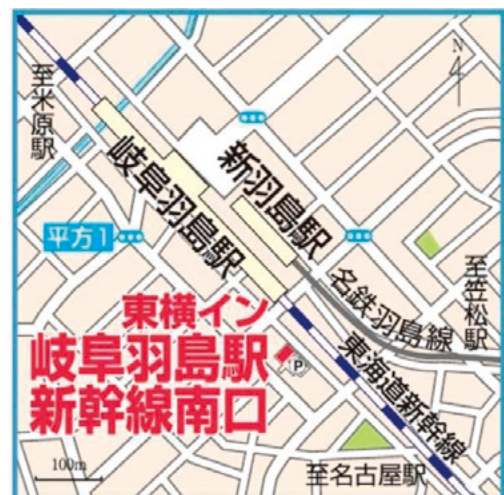 N
至米原駅
岐阜羽島駅
新羽島駅
平方1
至笠松駅
名鉄羽島線
東横イン
岐阜羽島駅
新幹線南口
P
東海道新幹線
100m
至名古屋駅